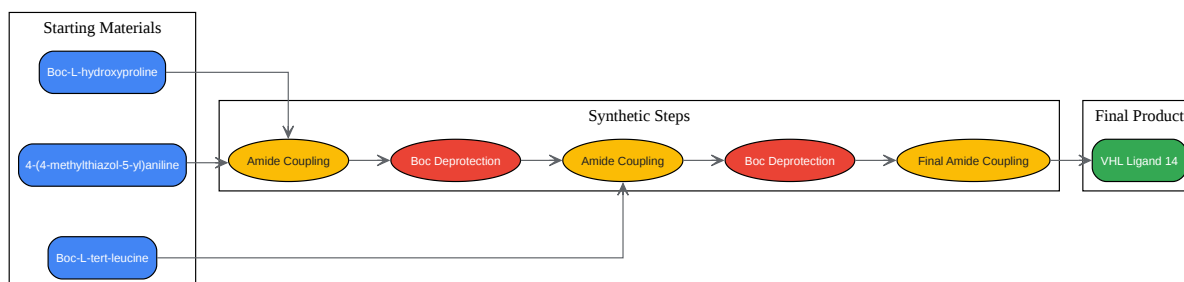 Starting Materials
Boc-L-hydroxyproline
4-(4-methylthiazol-5-yl)aniline
Boc-L-tert-leucine
Synthetic Steps
Amide Coupling
Boc Deprotection
Amide Coupling
Boc Deprotection
Final Amide Coupling
Final Product
VHL Ligand 14